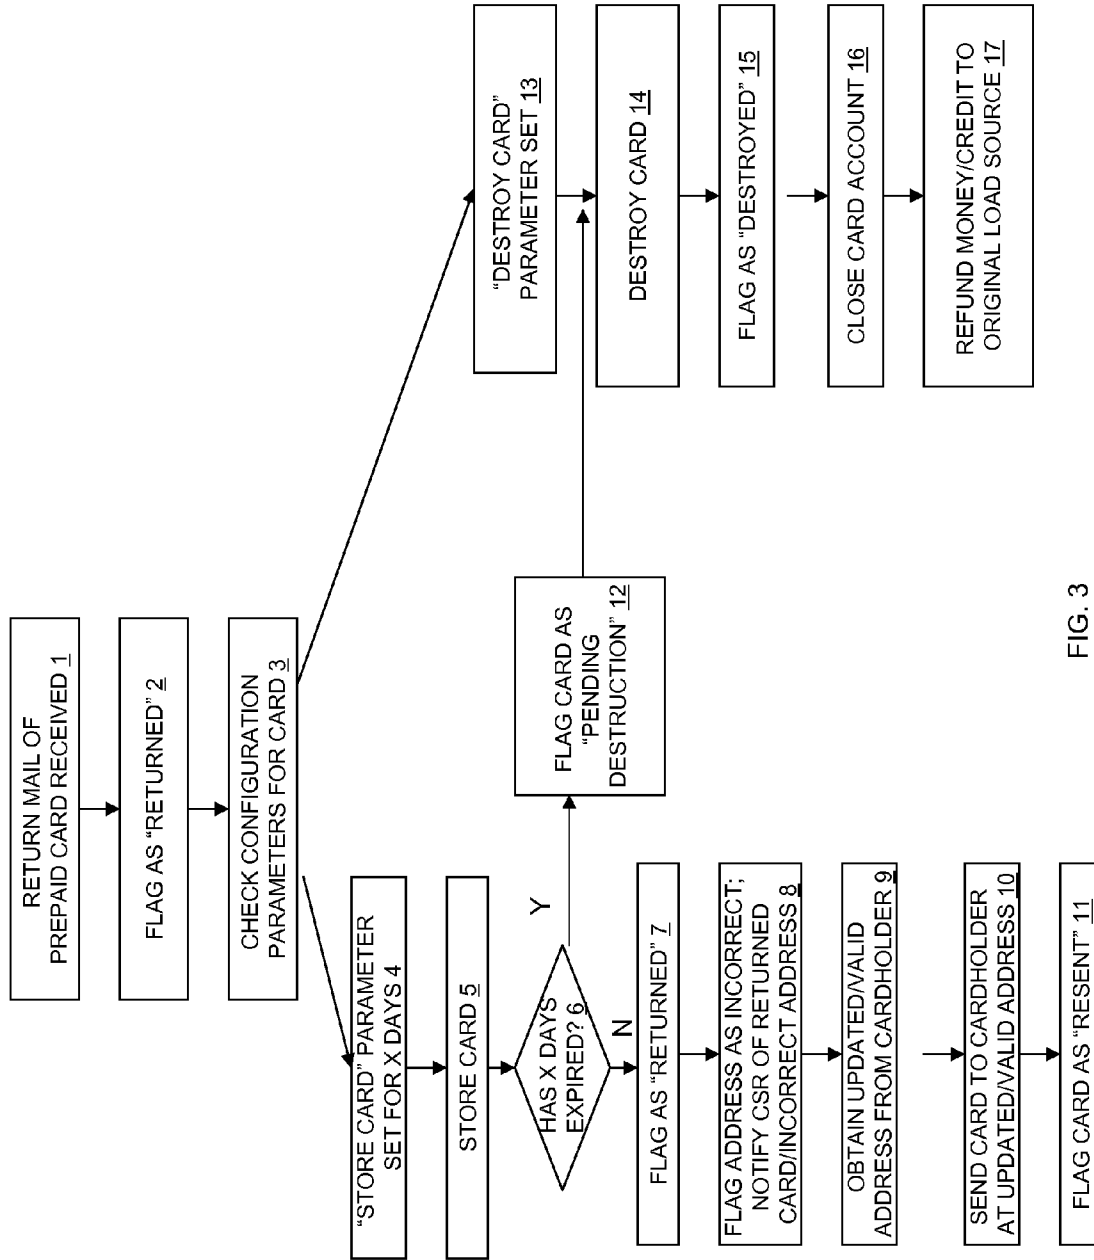 RETURN MAIL OF
PREPAID CARD RECEIVED 1
FLAG AS “RETURNED” 2
CHECK CONFIGURATION
PARAMETERS FOR CARD 3
“STORE CARD” PARAMETER
SET FOR X DAYS 4
STORE CARD 5
HAS X DAYS
EXPIRED? 6
Y
N
FLAG AS “RETURNED” 7
FLAG ADDRESS AS INCORRECT;
NOTIFY CSR OF RETURNED
CARD/INCORRECT ADDRESS 8
OBTAIN UPDATED/VALID
ADDRESS FROM CARDHOLDER 9
SEND CARD TO CARDHOLDER
AT UPDATED/VALID ADDRESS 10
FLAG CARD AS “RESENT” 11
FLAG CARD AS
“PENDING
DESTRUCTION” 12
“DESTROY CARD”
PARAMETER SET 13
DESTROY CARD 14
FLAG AS “DESTROYED” 15
CLOSE CARD ACCOUNT 16
REFUND MONEY/CREDIT TO
ORIGINAL LOAD SOURCE 17
FIG. 3